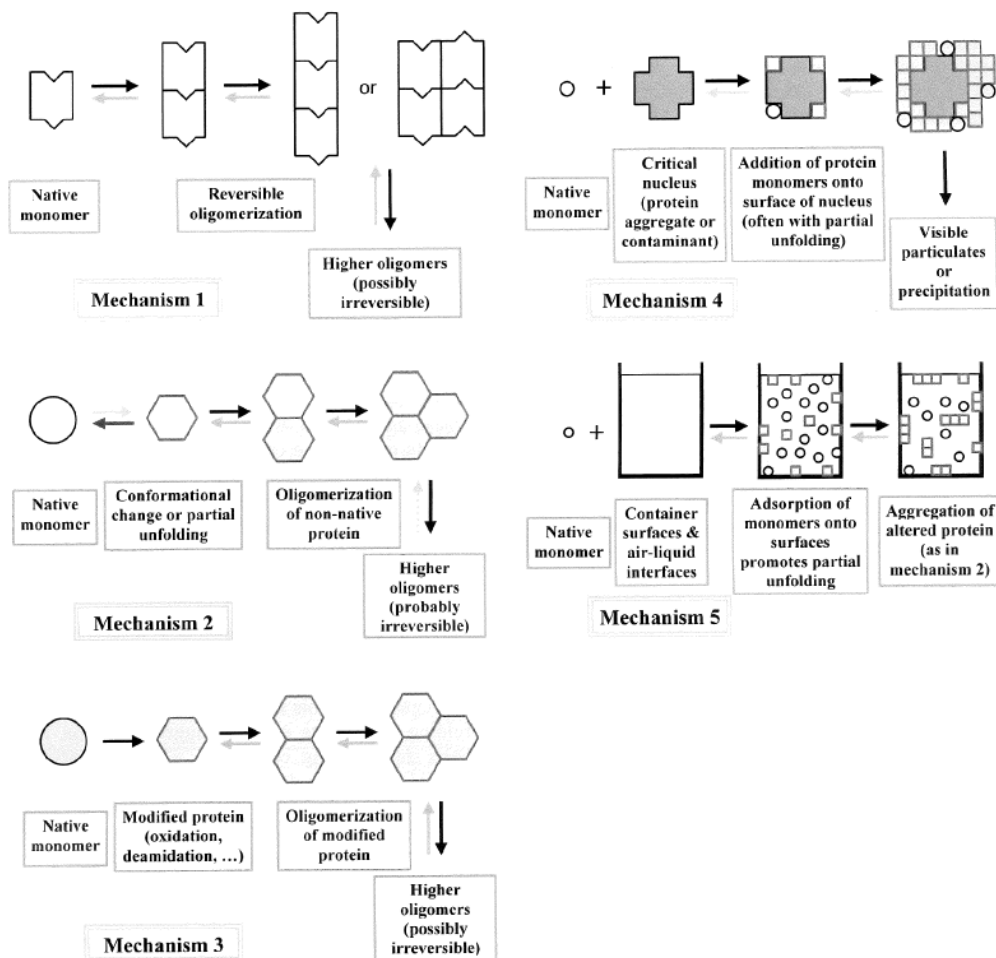 or
Native
monomer
Reversible
oligomerization
Higher oligomers
(possibly
irreversible)
Mechanism 1
Native
monomer
Conformational
change or partial
unfolding
Oligomerization
of non-native
protein
Higher
oligomers
(probably
irreversible)
Mechanism 2
Native
monomer
Modified protein
(oxidation,
deamidation, ...)
Oligomerization
of modified
protein
Higher
oligomers
(possibly
irreversible)
Mechanism 3
+
Native
monomer
Critical
nucleus
(protein
aggregate or
contaminant)
Addition of protein
monomers onto
surface of nucleus
(often with partial
unfolding)
Visible
particulates
or
precipitation
Mechanism 4
+
Native
monomer
Container
surfaces &
air-liquid
interfaces
Adsorption of
monomers onto
surfaces
promotes partial
unfolding
Aggregation of
altered protein
(as in
mechanism 2)
Mechanism 5